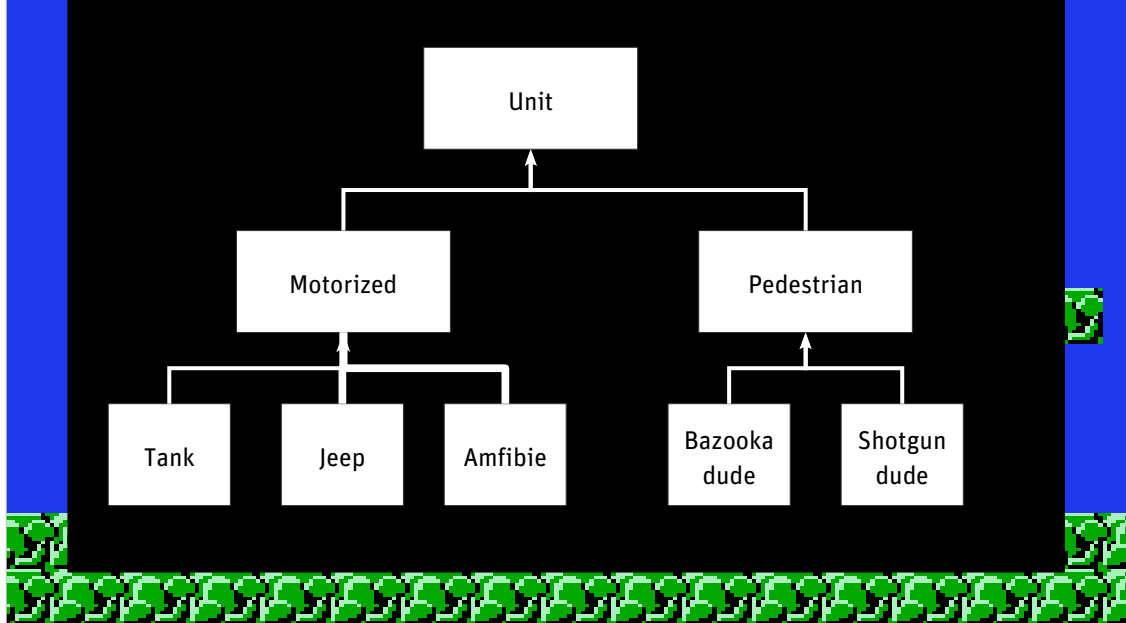 Unit
Motorized
Pedestrian
Tank
Jeep
Amfibie
Bazooka
dude
Shotgun
dude